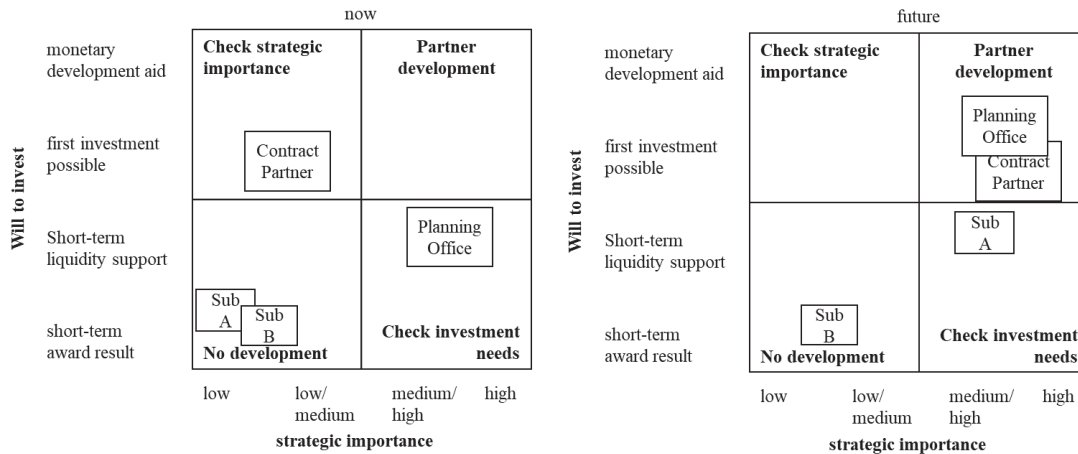 now
monetary
development aid
first investment
possible
Short-term
liquidity support
short-term
award result
Will to invest
Check strategic
importance
Partner
development
Contract
Partner
Planning
Office
Sub
A
Sub
B
No development
Check investment
needs
low
low/
medium
medium/
high
high
strategic importance
future
monetary
development aid
first investment
possible
Short-term
liquidity support
short-term
award result
Will to invest
Check strategic
importance
Partner
development
Planning
Office
Contract
Partner
Sub
A
Sub
B
No development
Check investment
needs
low
low/
medium
medium/
high
high
strategic importance